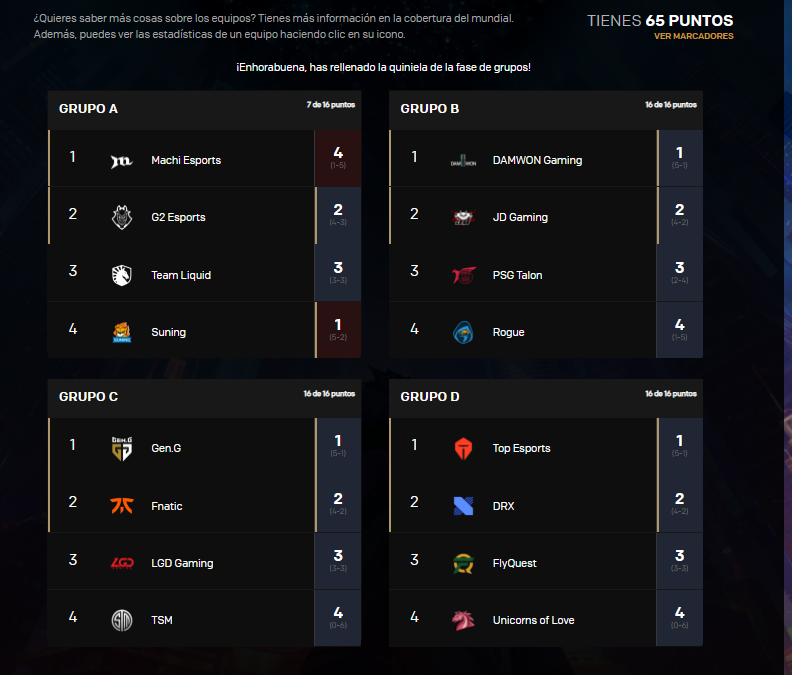 ¿Quieres saber más cosas sobre los equipos? Tienes más información en la cobertura del mundial.
Además, puedes ver las estadísticas de un equipo haciendo clic en su icono.
TIENES 65 PUNTOS
VER MARCADORES
¡Enhorabuena, has rellenado la quiniela de la fase de grupos!
GRUPO A 7 de 16 puntos
1 Machi Esports 4 (1-5)
2 G2 Esports 2 (4-3)
3 Team Liquid 3 (3-3)
4 SUNING Suning 1 (5-2)
GRUPO B 16 de 16 puntos
1 DAMWON DAMWON Gaming 1 (5-1)
2 JD Gaming 2 (4-2)
3 PSG Talon 3 (2-4)
4 Rogue 4 (1-5)
GRUPO C 16 de 16 puntos
1 GEN.G Gen.G 1 (5-1)
2 Fnatic 2 (4-2)
3 LGD LGD Gaming 3 (3-3)
4 TSM 4 (0-6)
GRUPO D 16 de 16 puntos
1 Top Esports 1 (5-1)
2 DRX 2 (4-2)
3 FlyQuest 3 (3-3)
4 Unicorns of Love 4 (0-6)